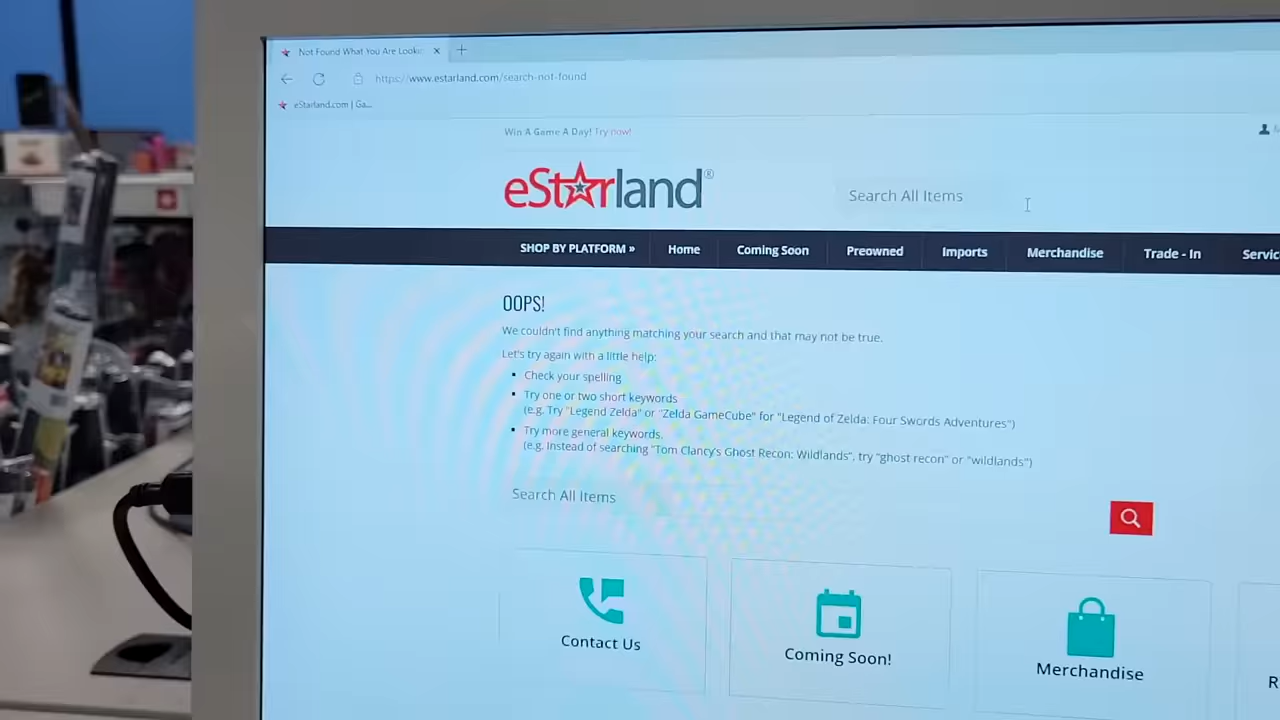 Not Found What You Are Looki
https://www.estarland.com/search-not-found
eStarland.com | Ga...
Win A Game A Day! Try now!
eStarland®
Search All Items
SHOP BY PLATFORM » Home Coming Soon Preowned Imports Merchandise Trade - In Servic
OOPS!
We couldn't find anything matching your search and that may not be true.
Let's try again with a little help:
▪ Check your spelling
▪ Try one or two short keywords
(e.g. Try "Legend Zelda" or "Zelda GameCube" for "Legend of Zelda: Four Swords Adventures")
▪ Try more general keywords.
(e.g. Instead of searching "Tom Clancy's Ghost Recon: Wildlands", try "ghost recon" or "wildlands")
Search All Items
Contact Us Coming Soon! Merchandise R